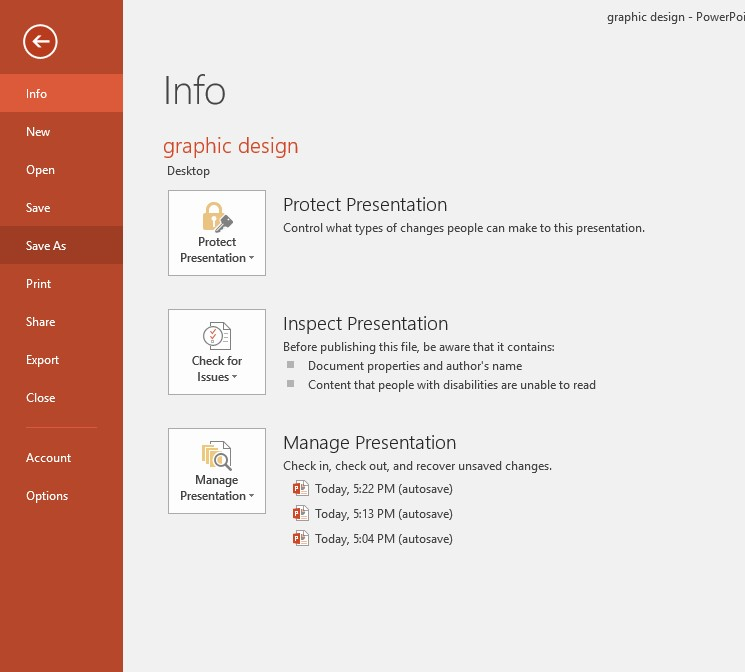 graphic design - PowerPoi
Info
New
Open
Save
Save As
Print
Share
Export
Close
Account
Options
Info
graphic design
Desktop
Protect
Presentation
Protect Presentation
Control what types of changes people can make to this presentation.
Check for
Issues
Inspect Presentation
Before publishing this file, be aware that it contains:
Document properties and author's name
Content that people with disabilities are unable to read
Manage
Presentation
Manage Presentation
Check in, check out, and recover unsaved changes.
Today, 5:22 PM (autosave)
Today, 5:13 PM (autosave)
Today, 5:04 PM (autosave)